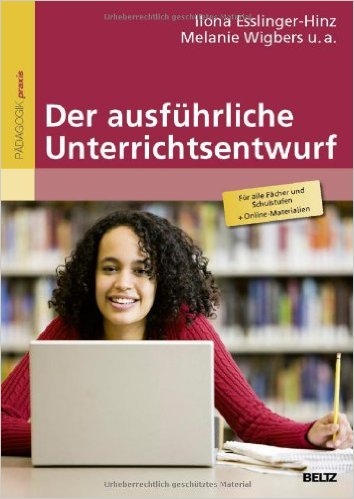 Urheberrechtlich geschütztes Material
Ilona Esslinger-Hinz
Melanie Wigbers u. a.
PÄDAGOGIK praxis
Der ausführliche
Unterrichtsentwurf
Für alle Fächer und
Schulstufen
+ Online-Materialien
BELTZ
Urheberrechtlich geschütztes Material